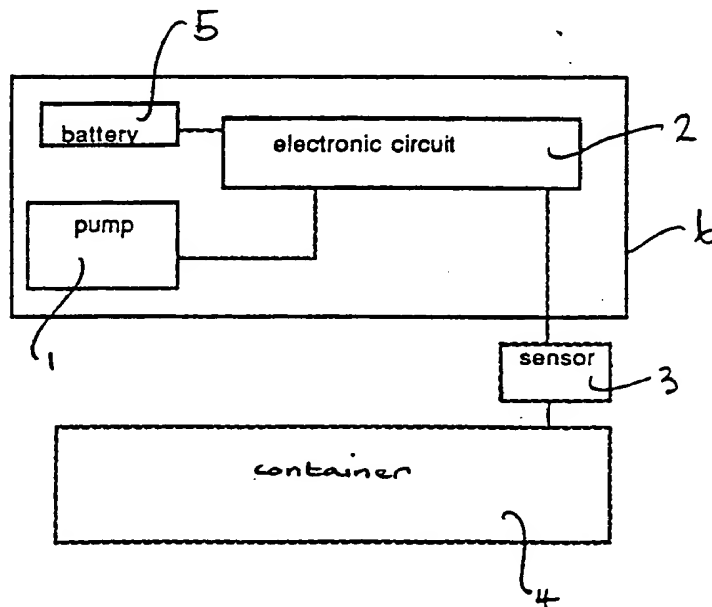 5
battery
electronic circuit
2
pump
6
1
sensor
3
container
4